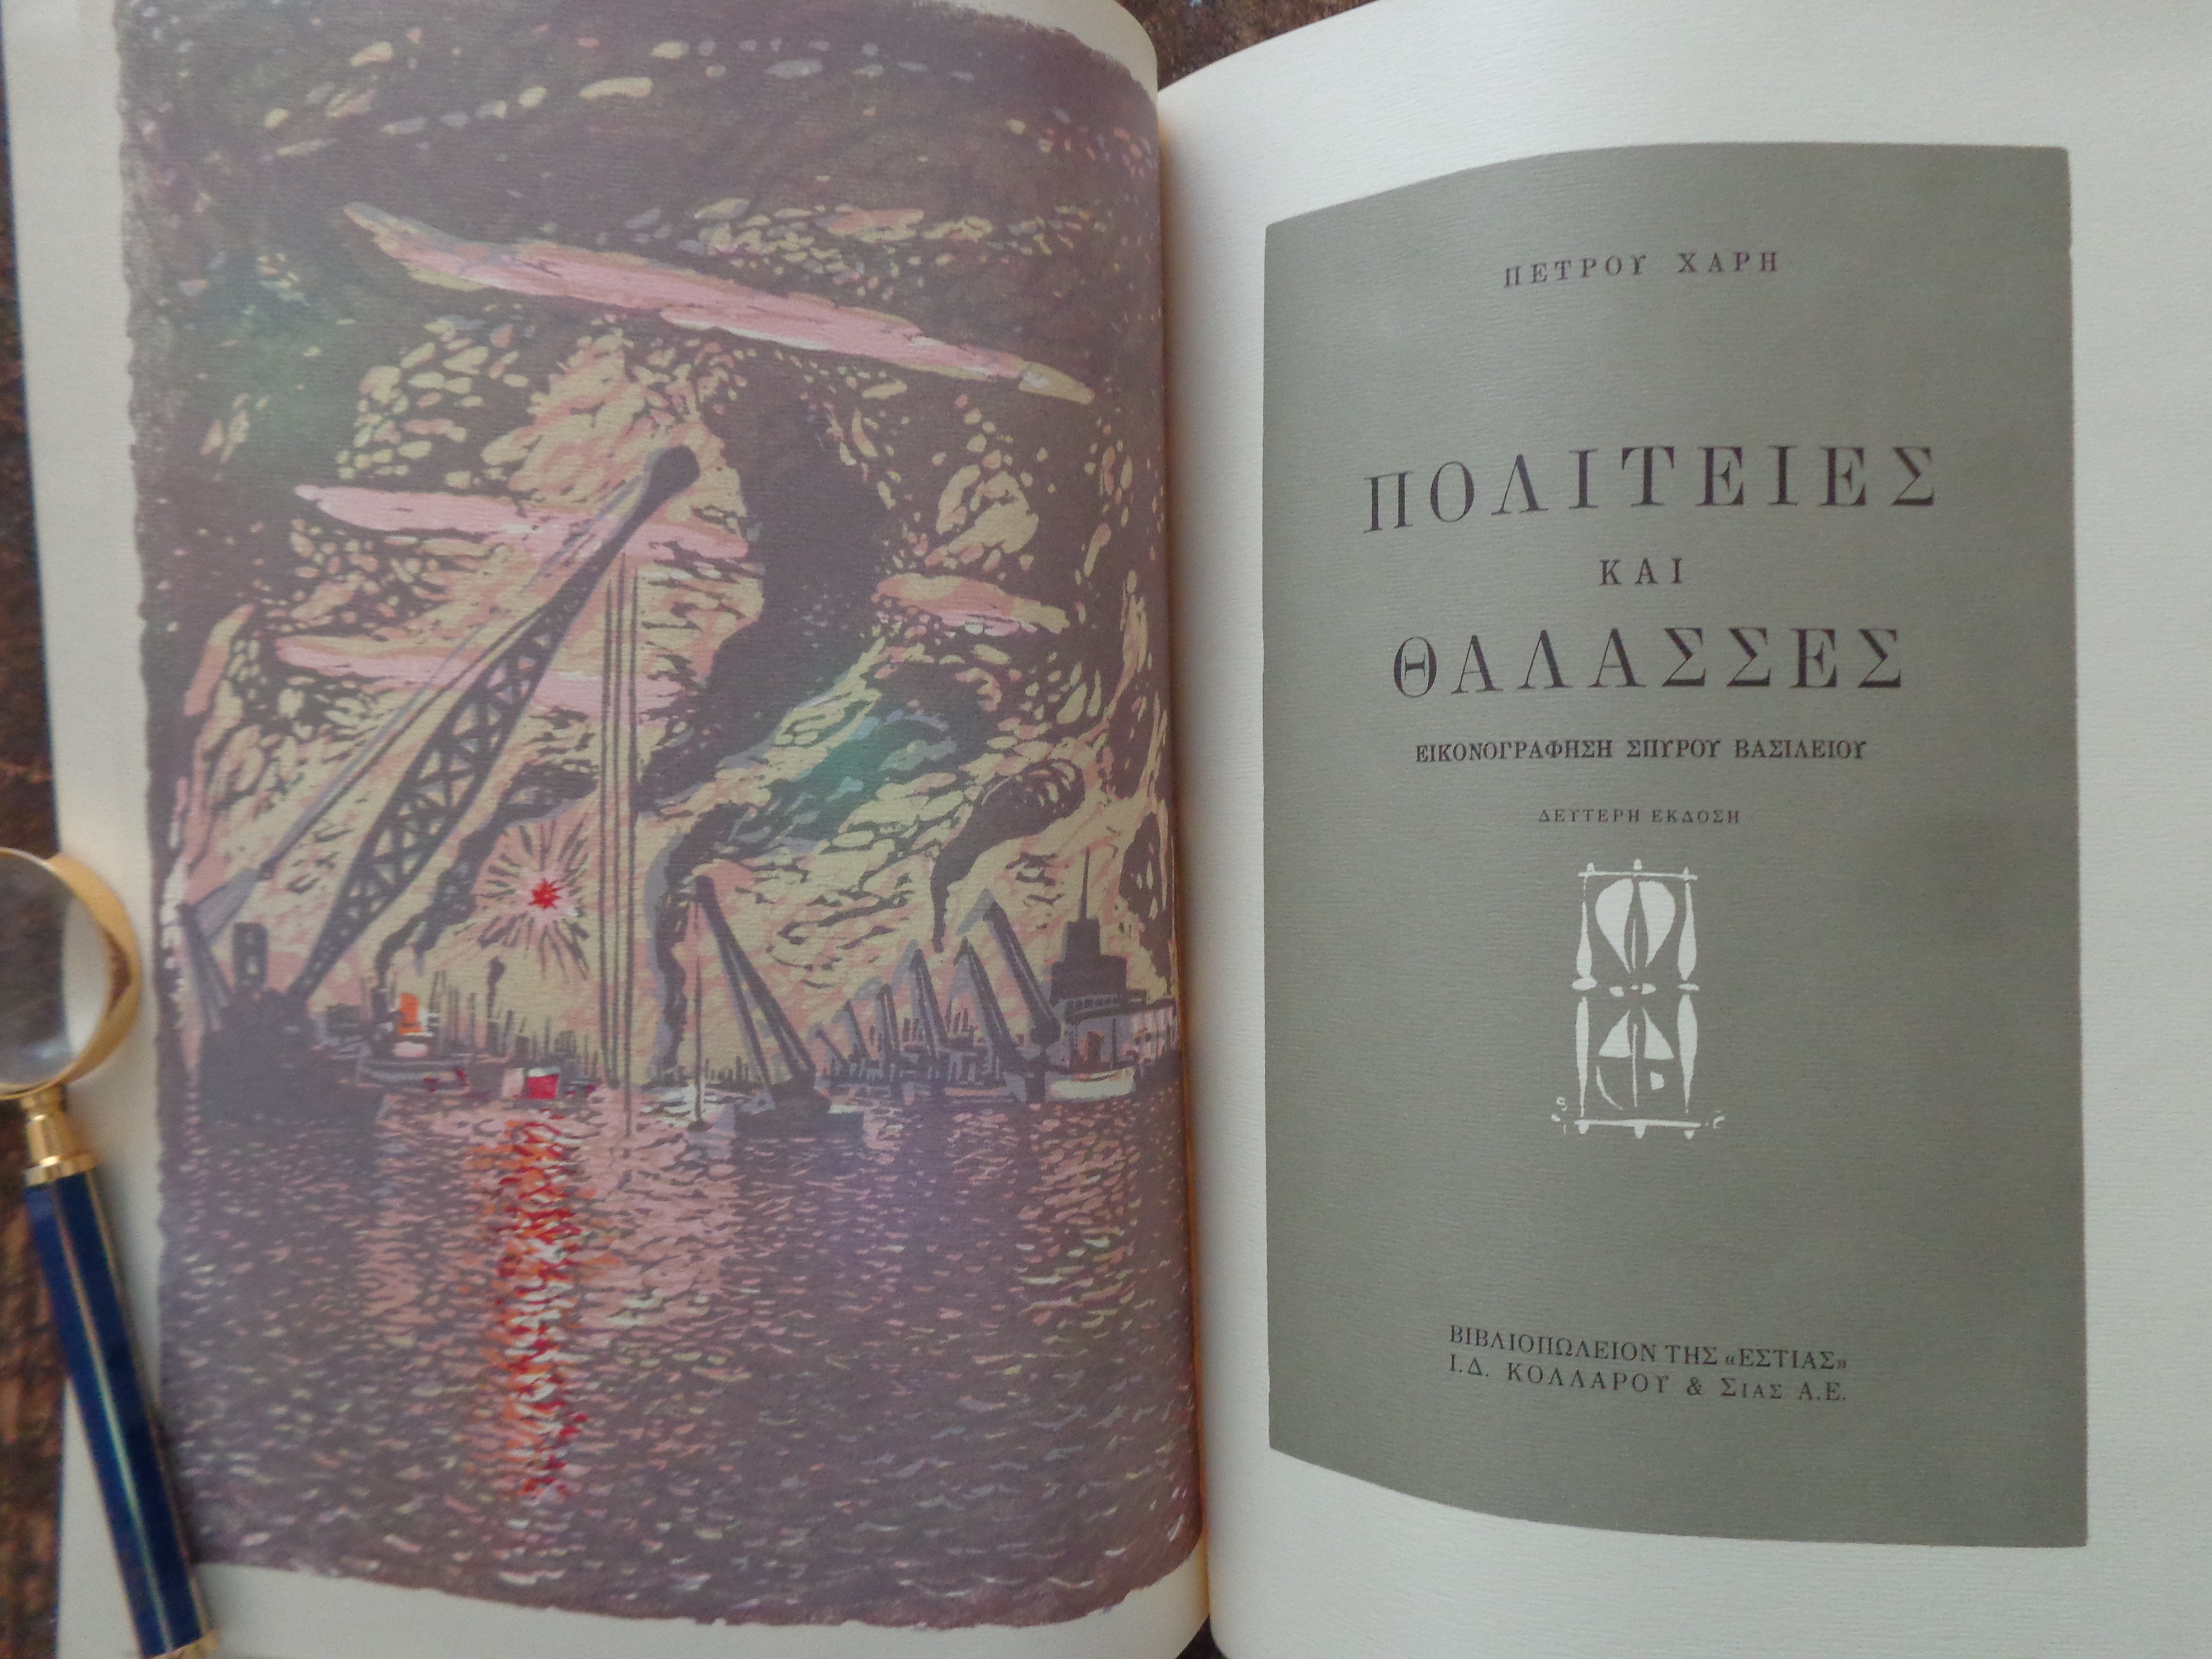 ΠΕΤΡΟΥ ΧΑΡΗ
ΠΟΛΙΤΕΙΕΣ
ΚΑΙ
ΘΑΛΑΣΣΕΣ
ΕΙΚΟΝΟΓΡΑΦΗΣΗ ΣΠΥΡΟΥ ΒΑΣΙΛΕΙΟΥ
ΔΕΥΤΕΡΗ ΕΚΔΟΣΗ
ΒΙΒΛΙΟΠΩΛΕΙΟΝ ΤΗΣ «ΕΣΤΙΑΣ»
Ι.Δ. ΚΟΛΛΑΡΟΥ & ΣΙΑΣ Α.Ε.